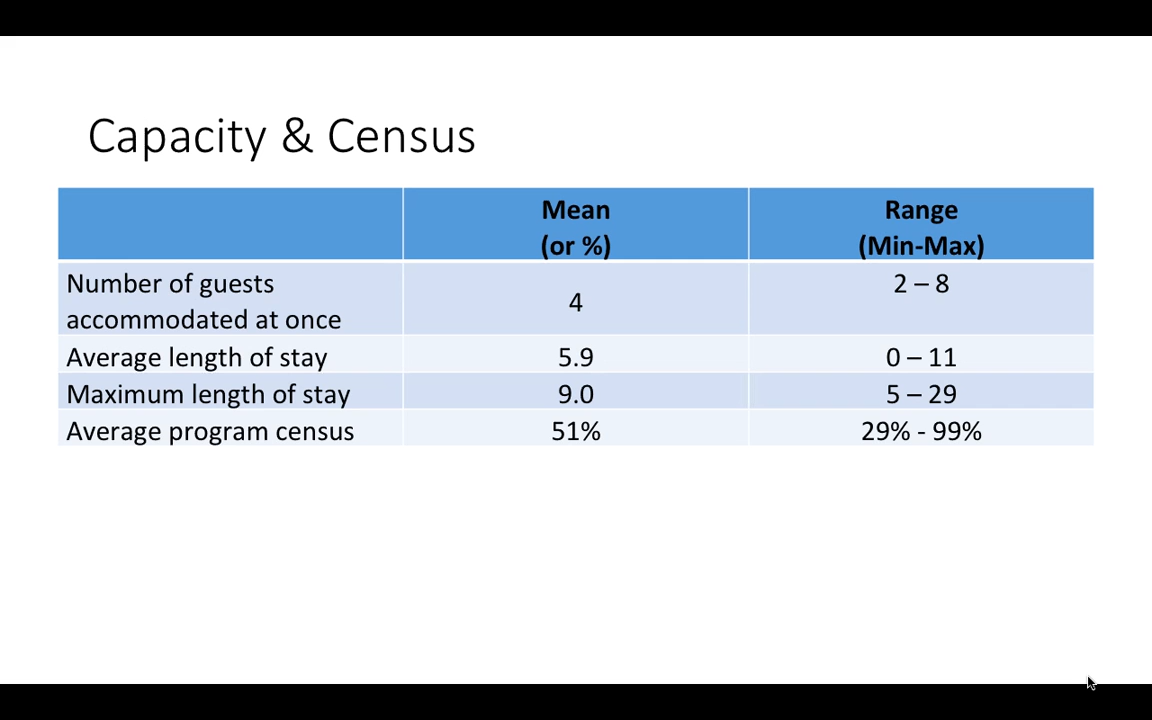 Capacity & Census
Mean
(or %)
Range
(Min-Max)
Number of guests
accommodated at once
4
2 – 8
Average length of stay
5.9
0 – 11
Maximum length of stay
9.0
5 – 29
Average program census
51%
29% - 99%